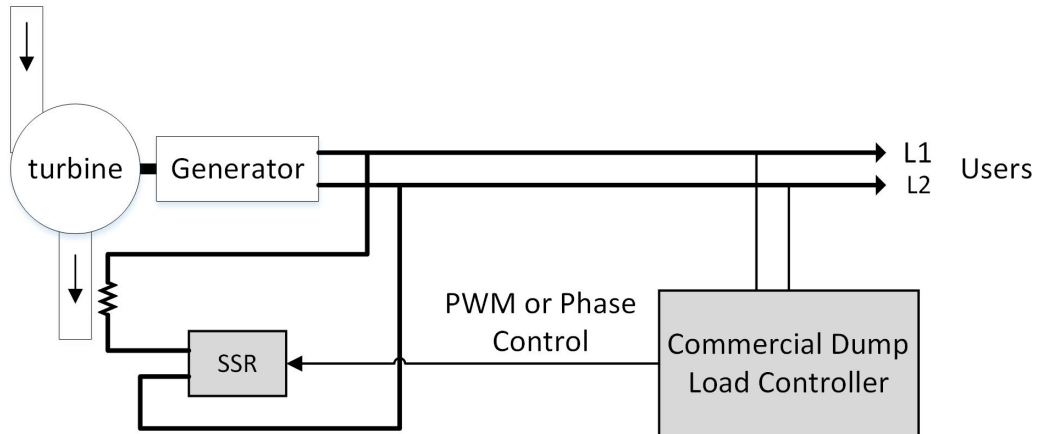 turbine
Generator
L1
L2
Users
PWM or Phase
Control
SSR
Commercial Dump
Load Controller